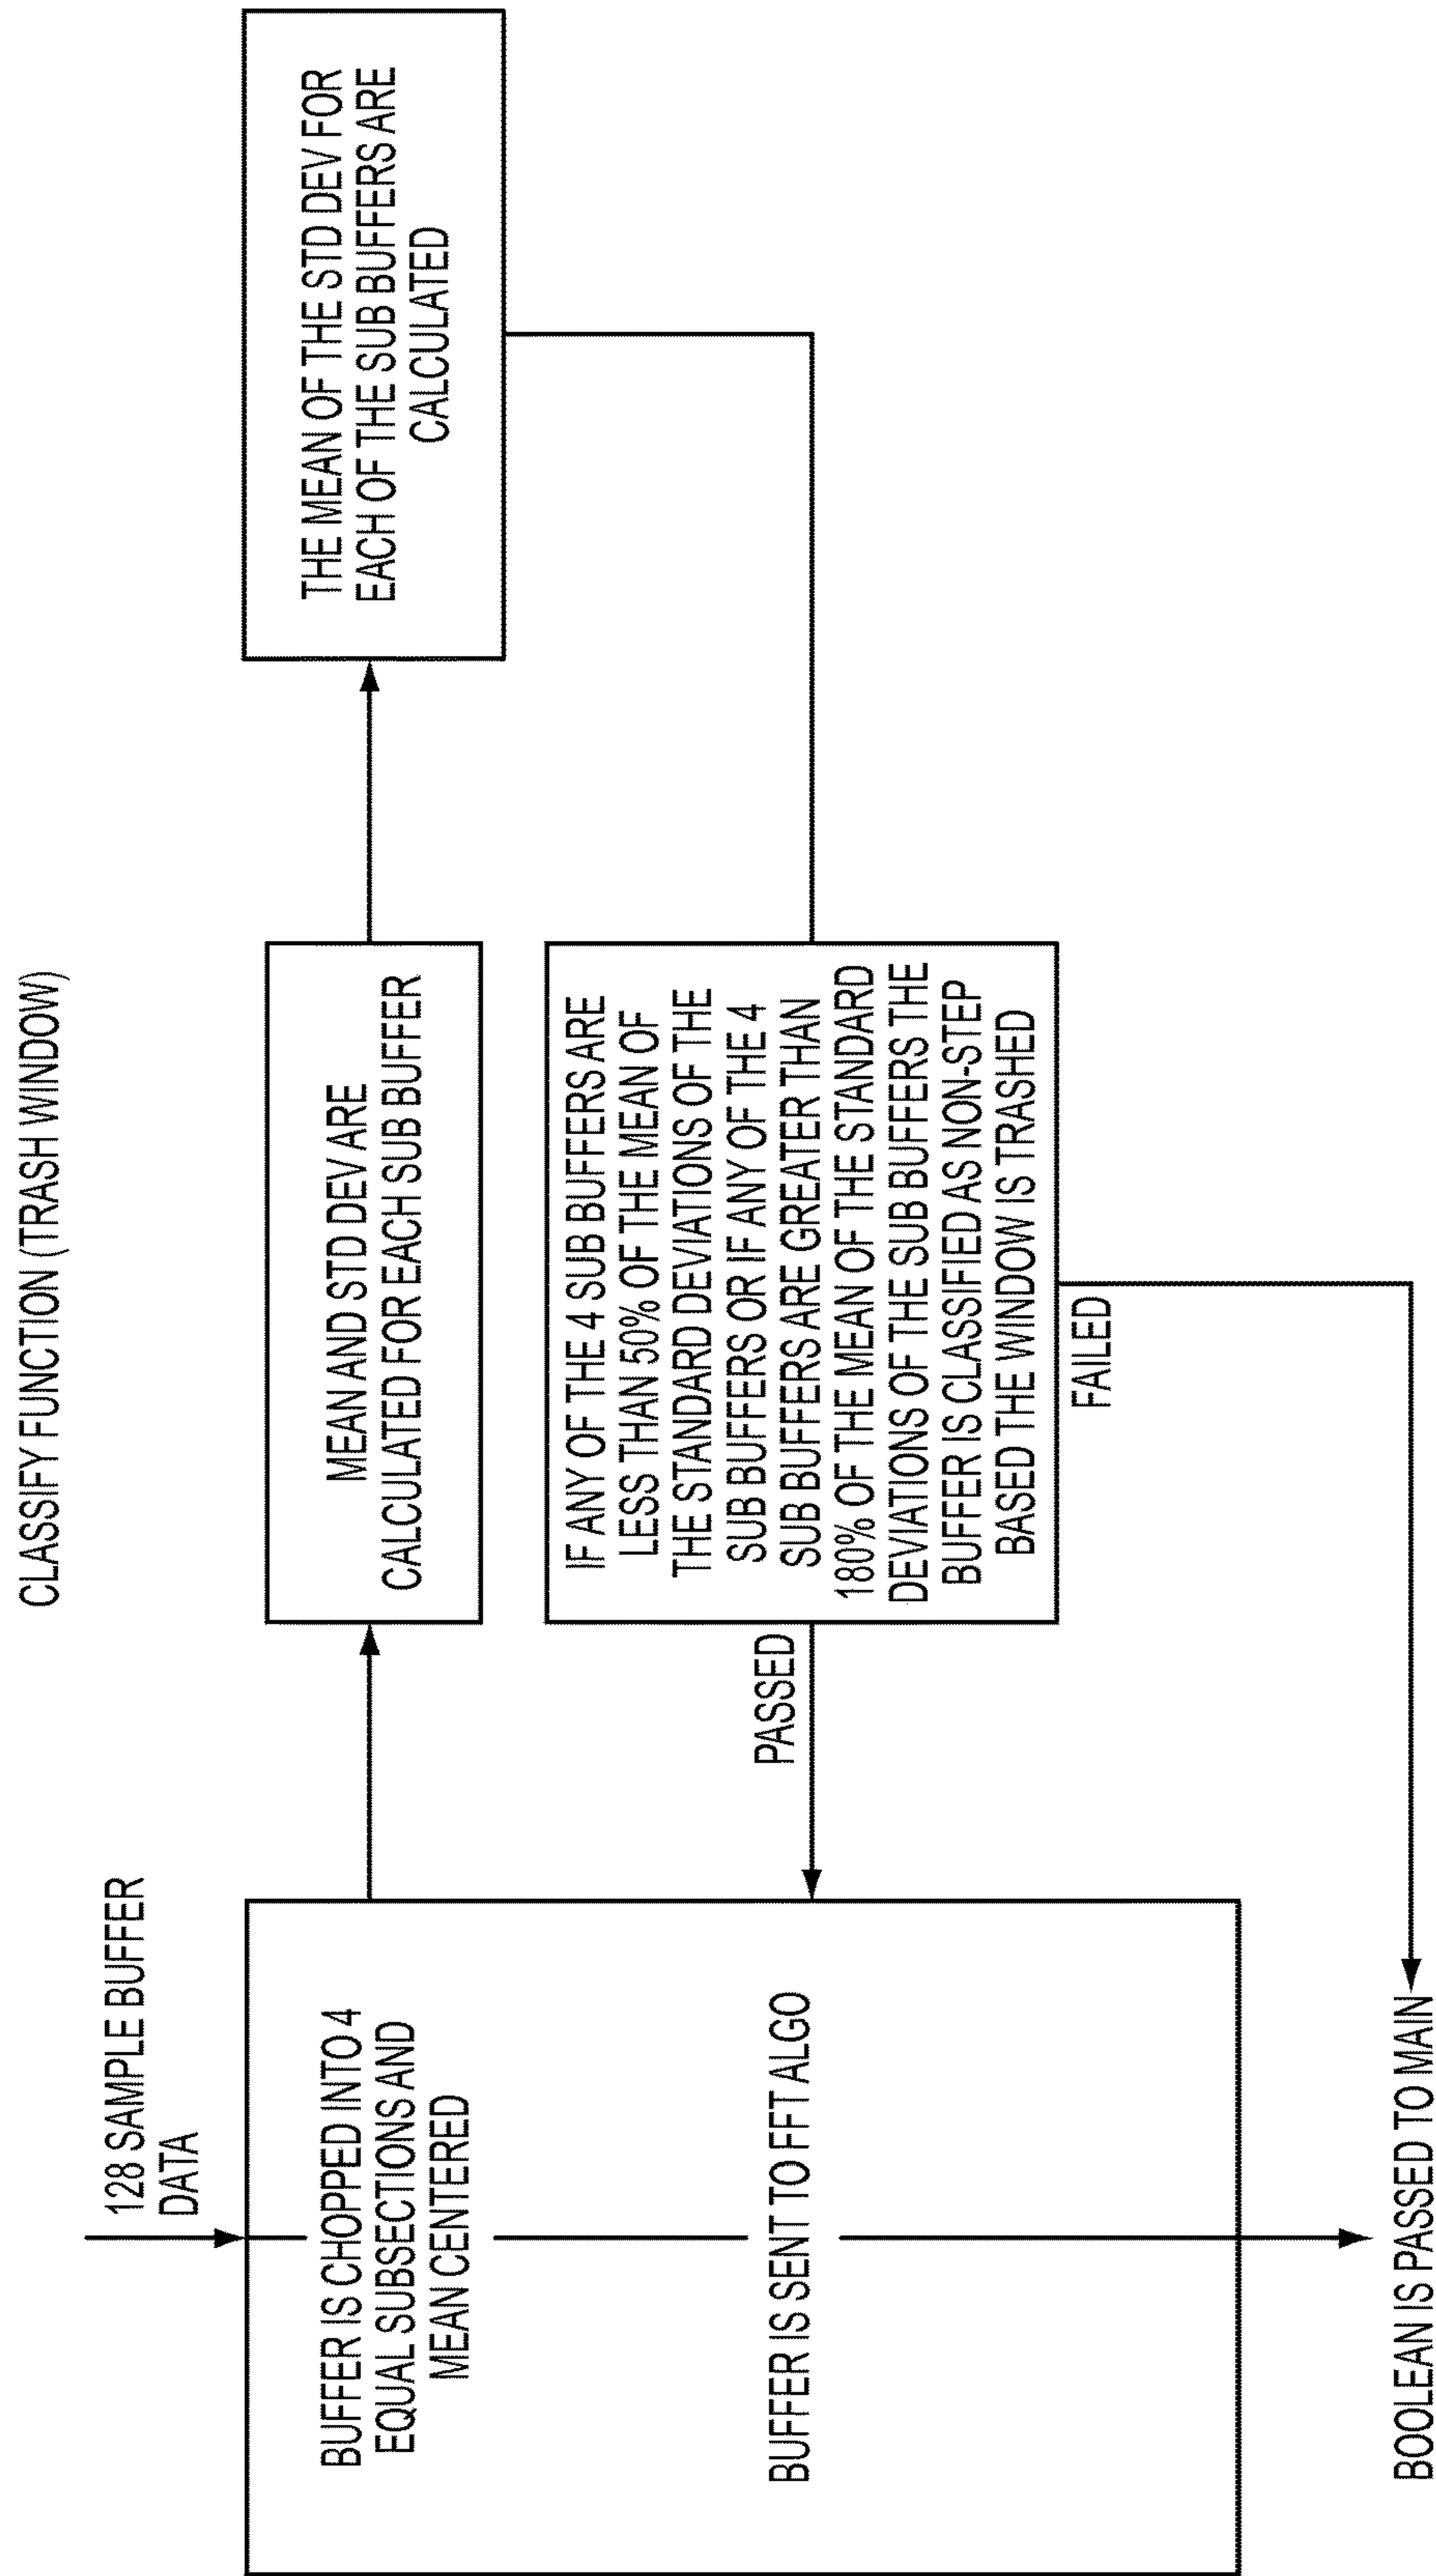 CLASSIFY FUNCTION (TRASH WINDOW)
128 SAMPLE BUFFER
DATA
BUFFER IS CHOPPED INTO 4
EQUAL SUBSECTIONS AND
MEAN CENTERED
MEAN AND STD DEV ARE
CALCULATED FOR EACH SUB BUFFER
THE MEAN OF THE STD DEV FOR
EACH OF THE SUB BUFFERS ARE
CALCULATED
IF ANY OF THE 4 SUB BUFFERS ARE
LESS THAN 50% OF THE MEAN OF
THE STANDARD DEVIATIONS OF THE
SUB BUFFERS OR IF ANY OF THE 4
SUB BUFFERS ARE GREATER THAN
180% OF THE MEAN OF THE STANDARD
DEVIATIONS OF THE SUB BUFFERS THE
BUFFER IS CLASSIFIED AS NON-STEP
BASED THE WINDOW IS TRASHED
PASSED
BUFFER IS SENT TO FFT ALGO
FAILED
BOOLEAN IS PASSED TO MAIN